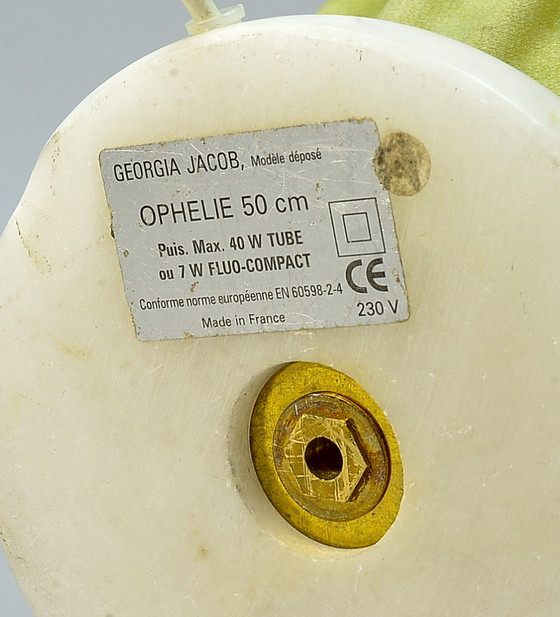 GEORGIA JACOB, Modèle déposé
OPHELIE 50 cm
Puis. Max. 40 W TUBE
ou 7 W FLUO-COMPACT
CE
Conforme norme européenne EN 60598-2-4
230 V
Made in France